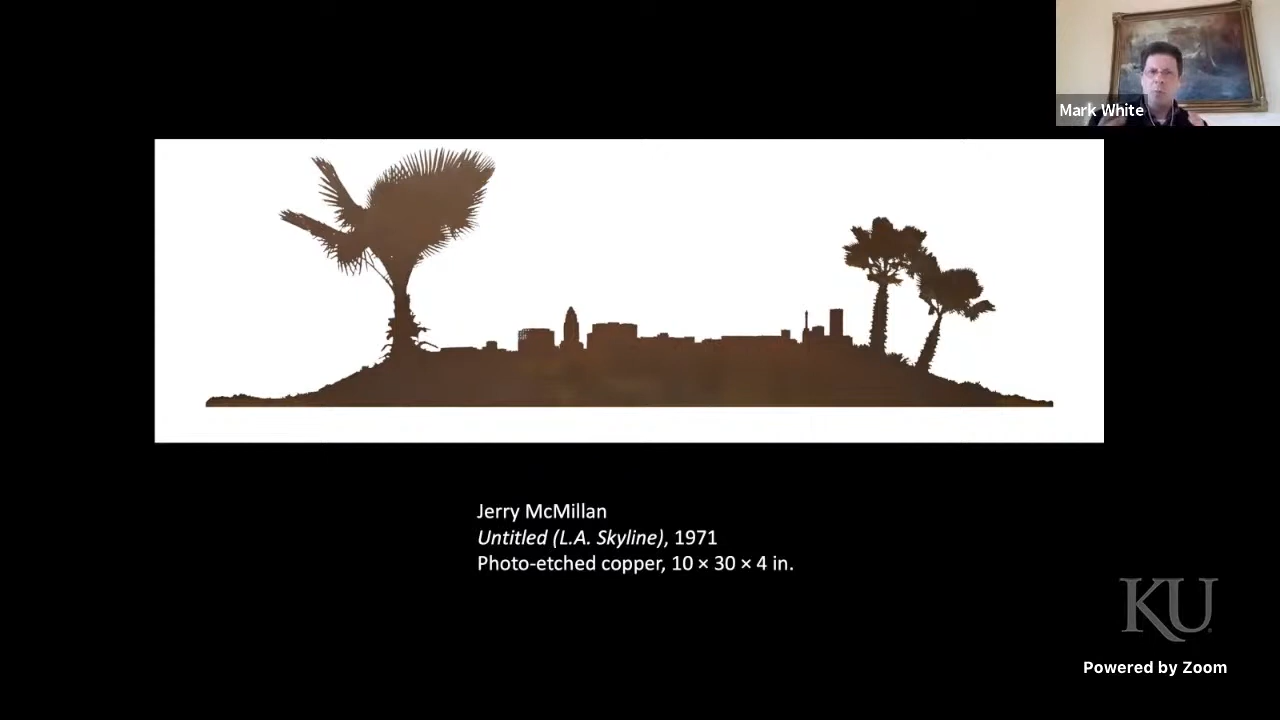 Mark White
Jerry McMillan
Untitled (L.A. Skyline), 1971
Photo-etched copper, 10 × 30 × 4 in.
KU
Powered by Zoom